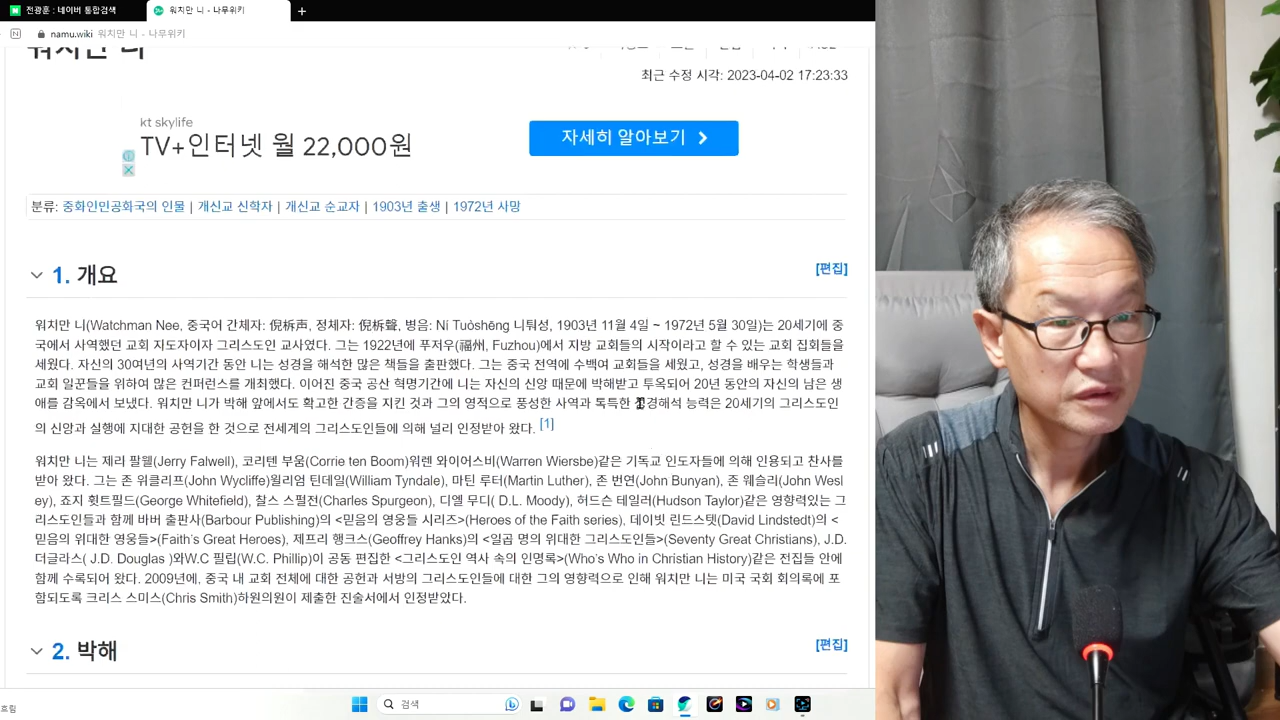 전광훈 : 네이버 통합검색
워치만 니 - 나무위키
namu.wiki 워치만 니 - 나무위키
워치만 니
최근 수정 시각: 2023-04-02 17:23:33
kt skylife
TV+인터넷 월 22,000원
자세히 알아보기
분류: 중화인민공화국의 인물 | 개신교 신학자 | 개신교 순교자 | 1903년 출생 | 1972년 사망
1. 개요
[편집]
워치만 니(Watchman Nee, 중국어 간체자: 倪柝声, 정체자: 倪柝聲, 병음: Ní Tuòshēng 니퉈성, 1903년 11월 4일 ~ 1972년 5월 30일)는 20세기에 중
국에서 사역했던 교회 지도자이자 그리스도인 교사였다. 그는 1922년에 푸저우(福州, Fuzhou)에서 지방 교회들의 시작이라고 할 수 있는 교회 집회들을
세웠다. 자신의 30여년의 사역기간 동안 니는 성경을 해석한 많은 책들을 출판했다. 그는 중국 전역에 수백여 교회들을 세웠고, 성경을 배우는 학생들과
교회 일꾼들을 위하여 많은 컨퍼런스를 개최했다. 이어진 중국 공산 혁명기간에 니는 자신의 신앙 때문에 박해받고 투옥되어 20년 동안의 자신의 남은 생
애를 감옥에서 보냈다. 워치만 니가 박해 앞에서도 확고한 간증을 지킨 것과 그의 영적으로 풍성한 사역과 독특한 성경해석 능력은 20세기의 그리스도인
의 신앙과 실행에 지대한 공헌을 한 것으로 전세계의 그리스도인들에 의해 널리 인정받아 왔다. [1]
워치만 니는 제리 팔웰(Jerry Falwell), 코리텐 부움(Corrie ten Boom)워렌 와이어스비(Warren Wiersbe)같은 기독교 인도자들에 의해 인용되고 찬사를
받아 왔다. 그는 존 위클리프(John Wycliffe)윌리엄 틴데일(William Tyndale), 마틴 루터(Martin Luther), 존 번연(John Bunyan), 존 웨슬리(John Wesl
ey), 죠지 휫트필드(George Whitefield), 찰스 스펄전(Charles Spurgeon), 디엘 무디( D.L. Moody), 허드슨 테일러(Hudson Taylor)같은 영향력있는 그
리스도인들과 함께 바버 출판사(Barbour Publishing)의 <믿음의 영웅들 시리즈>(Heroes of the Faith series), 데이빗 린드스텟(David Lindstedt)의 <
믿음의 위대한 영웅들>(Faith's Great Heroes), 제프리 행크스(Geoffrey Hanks)의 <일곱 명의 위대한 그리스도인들>(Seventy Great Christians), J.D.
더글라스( J.D. Douglas )와W.C 필립(W.C. Phillip)이 공동 편집한 <그리스도인 역사 속의 인명록>(Who's Who in Christian History)같은 전집들 안에
함께 수록되어 왔다. 2009년에, 중국 내 교회 전체에 대한 공헌과 서방의 그리스도인들에 대한 그의 영향력으로 인해 워치만 니는 미국 국회 회의록에 포
함되도록 크리스 스미스(Chris Smith)하원의원이 제출한 진술서에서 인정받았다.
2. 박해
[편집]
흐림
검색